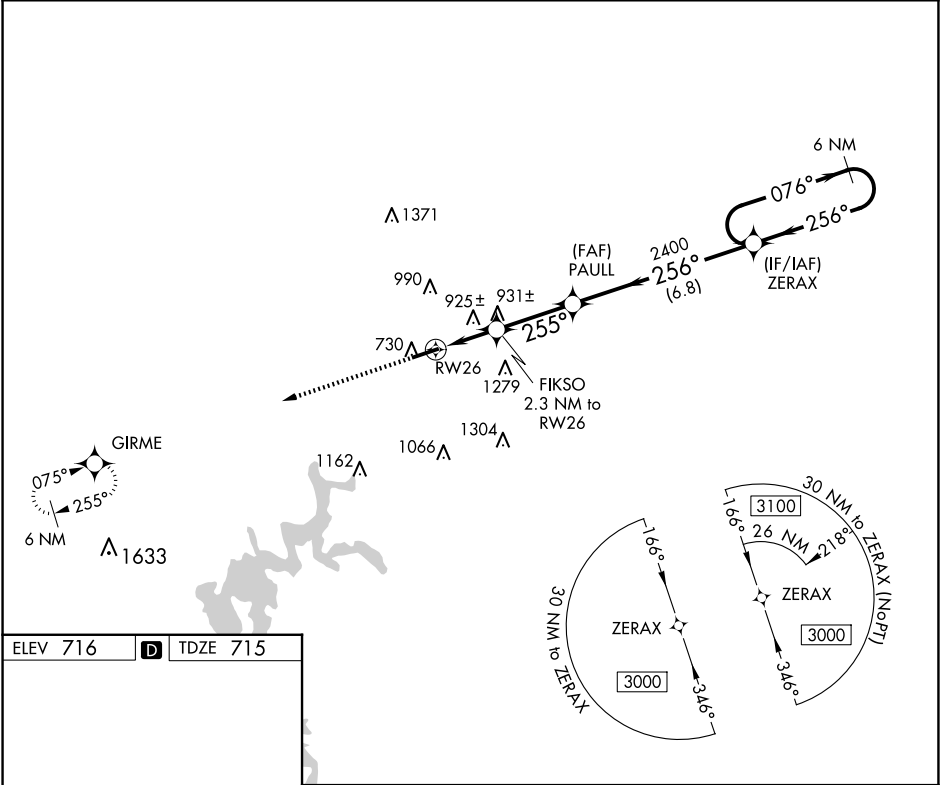 6 NM
076°
256°
1371
(FAF)
PAULL
2400
256°
(6.8)
(IF/IAF)
ZERAX
990
925±
931±
255°
730
RW26
1279
FIKSO
2.3 NM to
RW26
1304
1066
1162
GIRME
075°
255°
6 NM
1633
166°
30 NM to ZERAX
ZERAX
3000
346°
30 NM to ZERAX (NoPT)
3100
166°
26 NM
218°
ZERAX
3000
346°
ELEV 716 D TDZE 715